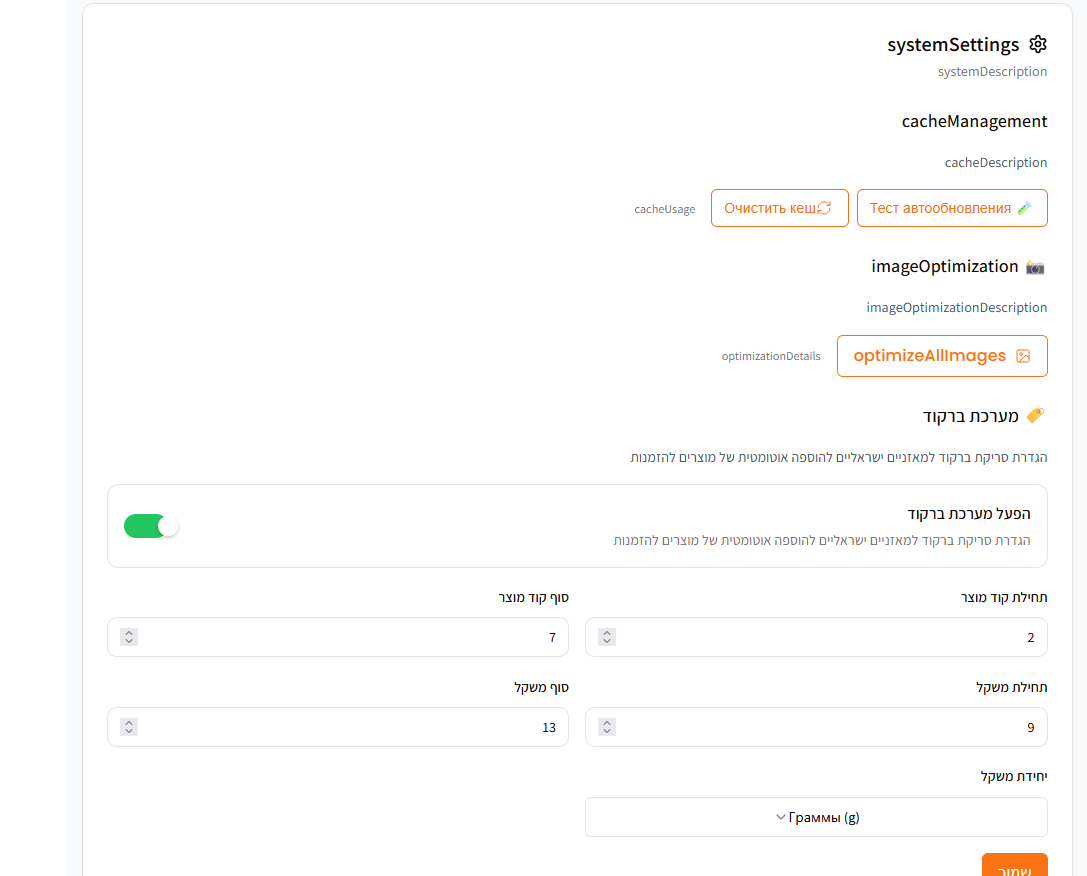 systemSettings
systemDescription
cacheManagement
cacheDescription
Тест автообновления
Очистить кеш
cacheUsage
imageOptimization
imageOptimizationDescription
optimizeAllImages
optimizationDetails
מערכת ברקוד
הגדרת סריקת ברקוד למאזניים ישראליים להוספה אוטומטית של מוצרים להזמנות
הפעל מערכת ברקוד
הגדרת סריקת ברקוד למאזניים ישראליים להוספה אוטומטית של מוצרים להזמנות
תחילת קוד מוצר
סוף קוד מוצר
2
7
תחילת משקל
סוף משקל
9
13
יחידת משקל
Граммы (g)
שמור